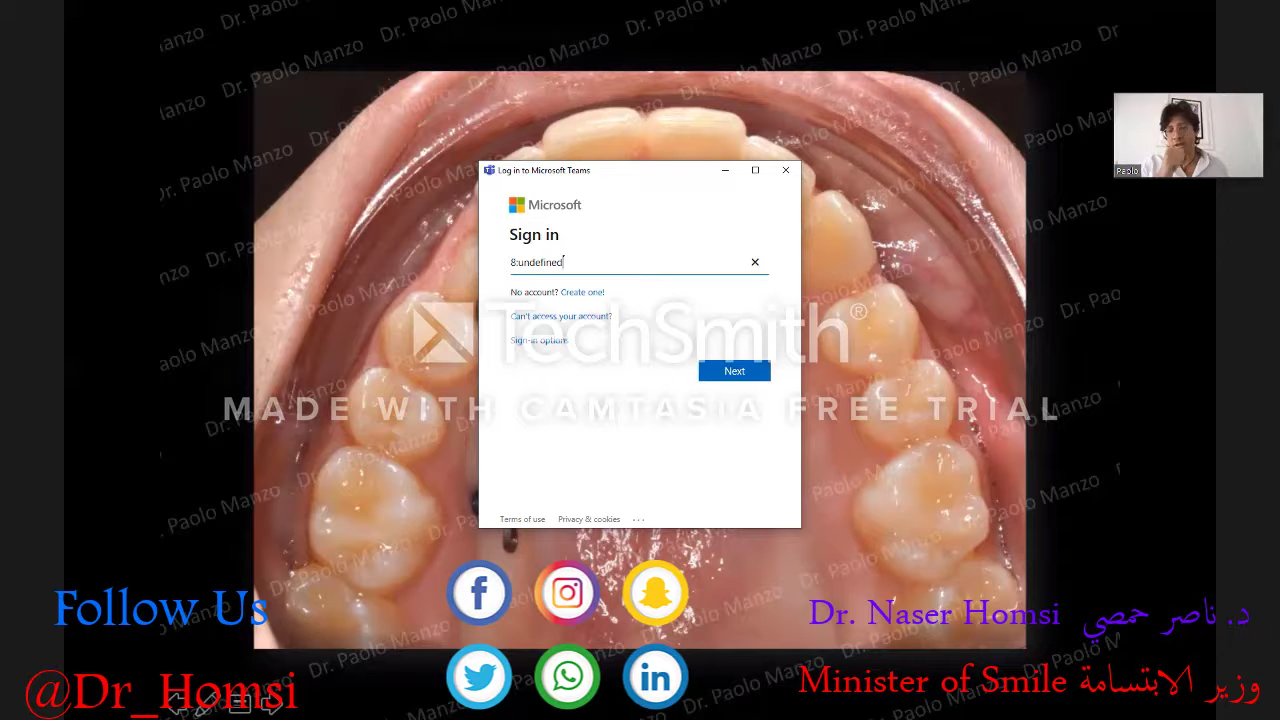 Dr. Paolo Manzo
Paolo
Log in to Microsoft Teams
Microsoft
Sign in
8:undefined
No account? Create one!
Can't access your account?
Sign-in options
Next
TechSmith®
MADE WITH CAMTASIA FREE TRIAL
Terms of use Privacy & cookies ...
Follow Us
@Dr_Homsi
Dr. Naser Homsi د. ناصر حمصي
Minister of Smile وزير الابتسامة